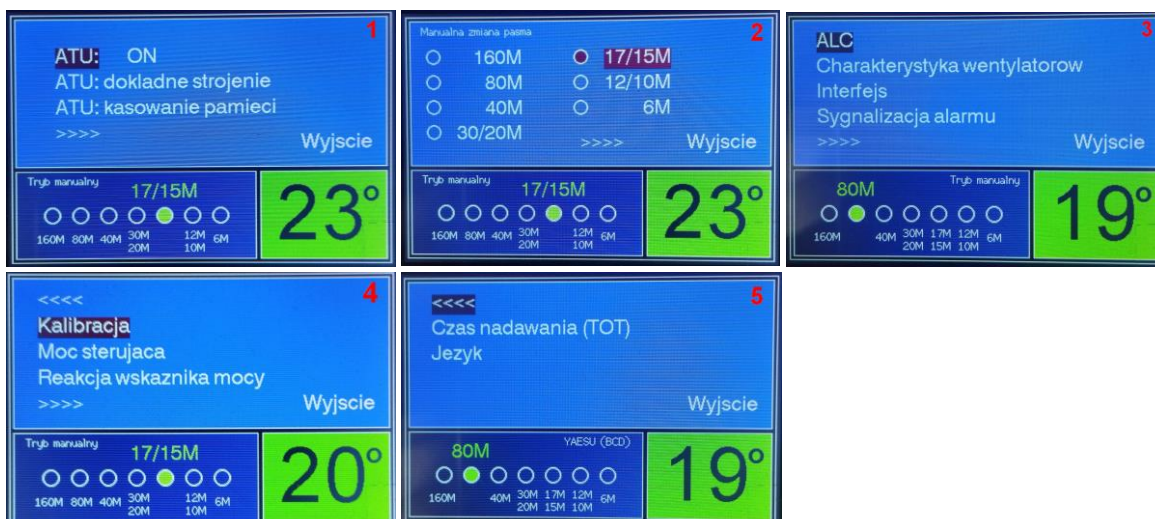 1
ATU: ON
ATU: dokladne strojenie
ATU: kasowanie pamieci
>>>>
Wyjscie
Tryb manualny
17/15M
160M 80M 40M 30M 20M 12M 10M 6M
23°
2
Manualna zmiana pasma
160M 17/15M
80M 12/10M
40M 6M
30/20M >>>> Wyjscie
Tryb manualny
17/15M
160M 80M 40M 30M 20M 12M 10M 6M
23°
3
ALC
Charakterystyka wentylatorow
Interfejs
Sygnalizacja alarmu
>>>>
Wyjscie
80M Tryb manualny
160M 40M 30M 20M 17M 15M 12M 10M 6M
19°
4
<<<<
Kalibracja
Moc sterujaca
Reakcja wskaznika mocy
>>>> Wyjscie
Tryb manualny
17/15M
160M 80M 40M 30M 20M 12M 10M 6M
20°
5
<<<<
Czas nadawania (TOT)
Jezyk
Wyjscie
80M YAESU (BCD)
160M 40M 30M 20M 17M 15M 12M 10M 6M
19°